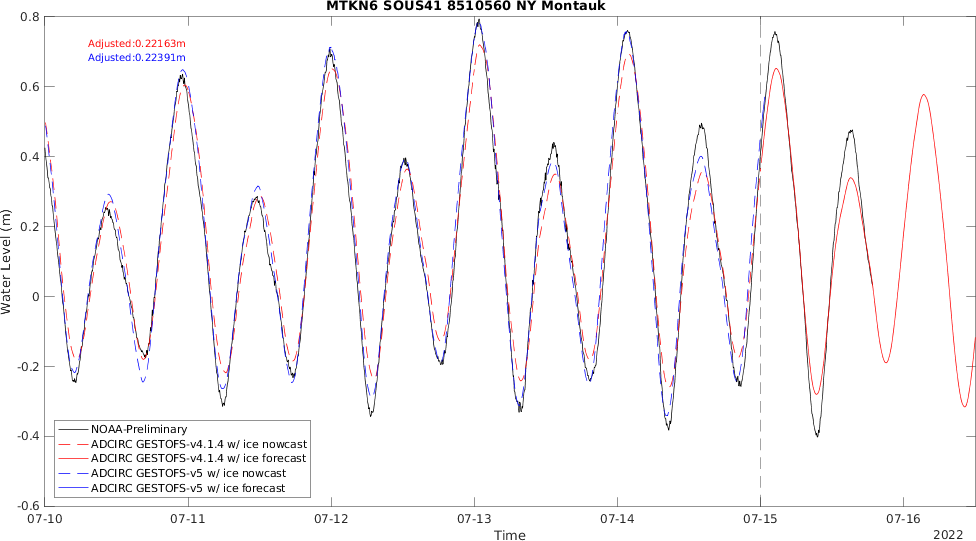 MTKN6 SOUS41 8510560 NY Montauk
Adjusted:0.22163m
Adjusted:0.22391m
0.8
0.6
0.4
0.2
0
-0.2
-0.4
-0.6
Water Level (m)
NOAA-Preliminary
ADCIRC GESTOFS-v4.1.4 w/ ice nowcast
ADCIRC GESTOFS-v4.1.4 w/ ice forecast
ADCIRC GESTOFS-v5 w/ ice nowcast
ADCIRC GESTOFS-v5 w/ ice forecast
07-10 07-11 07-12 07-13 07-14 07-15 07-16
Time
2022